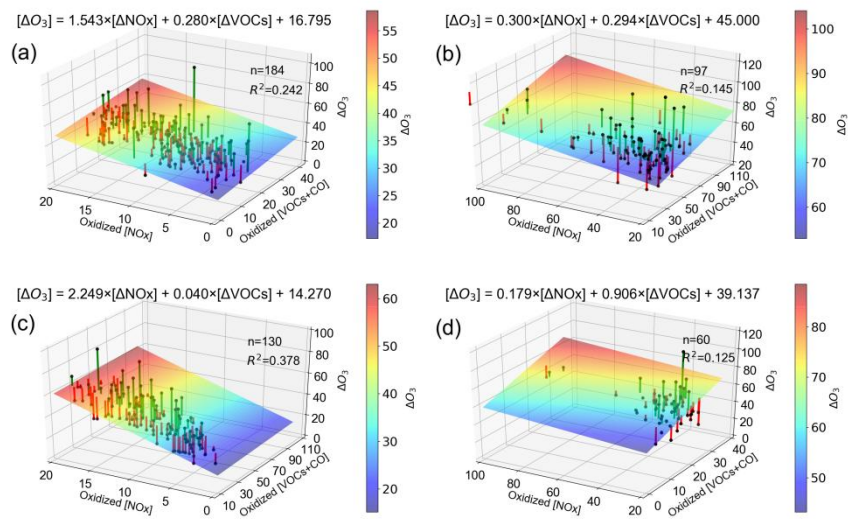 [ΔO₃] = 1.543×[ΔNOx] + 0.280×[ΔVOCs] + 16.795
(a)
n=184
R²=0.242
100
80
60
40
20
0
ΔO₃
20
15
10
5
0
Oxidized [NOx]
0
10
20
30
40
Oxidized [VOCs+CO]
55
50
45
40
35
30
25
20
ΔO₃
[ΔO₃] = 0.300×[ΔNOx] + 0.294×[ΔVOCs] + 45.000
(b)
n=97
R²=0.145
120
100
80
60
40
20
0
ΔO₃
100
80
60
40
20
Oxidized [NOx]
10
30
50
70
90
110
Oxidized [VOCs+CO]
100
90
80
70
60
ΔO₃
[ΔO₃] = 2.249×[ΔNOx] + 0.040×[ΔVOCs] + 14.270
(c)
n=130
R²=0.378
100
80
60
40
20
0
ΔO₃
20
15
10
5
0
Oxidized [NOx]
10
30
50
70
90
110
Oxidized [VOCs+CO]
60
50
40
30
20
ΔO₃
[ΔO₃] = 0.179×[ΔNOx] + 0.906×[ΔVOCs] + 39.137
(d)
n=60
R²=0.125
120
100
80
60
40
20
0
ΔO₃
100
80
60
40
20
Oxidized [NOx]
0
10
20
30
40
Oxidized [VOCs+CO]
80
70
60
50
ΔO₃